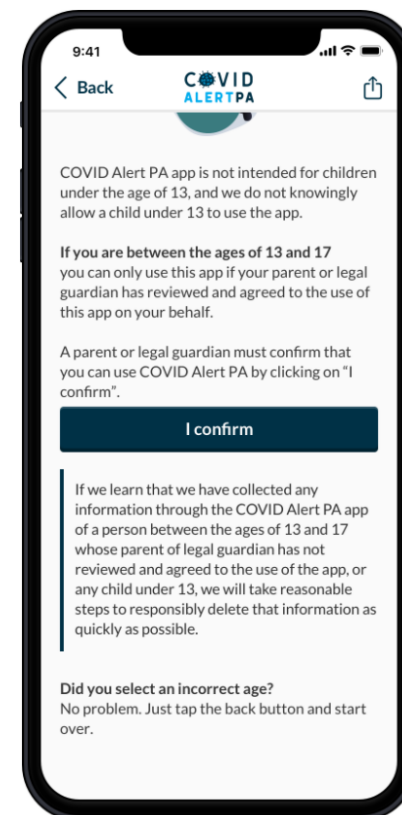 9:41
Back
COVID
ALERTPA
COVID Alert PA app is not intended for children
under the age of 13, and we do not knowingly
allow a child under 13 to use the app.
If you are between the ages of 13 and 17
you can only use this app if your parent or legal
guardian has reviewed and agreed to the use of
this app on your behalf.
A parent or legal guardian must confirm that
you can use COVID Alert PA by clicking on “I
confirm”.
I confirm
If we learn that we have collected any
information through the COVID Alert PA app
of a person between the ages of 13 and 17
whose parent of legal guardian has not
reviewed and agreed to the use of the app, or
any child under 13, we will take reasonable
steps to responsibly delete that information as
quickly as possible.
Did you select an incorrect age?
No problem. Just tap the back button and start
over.